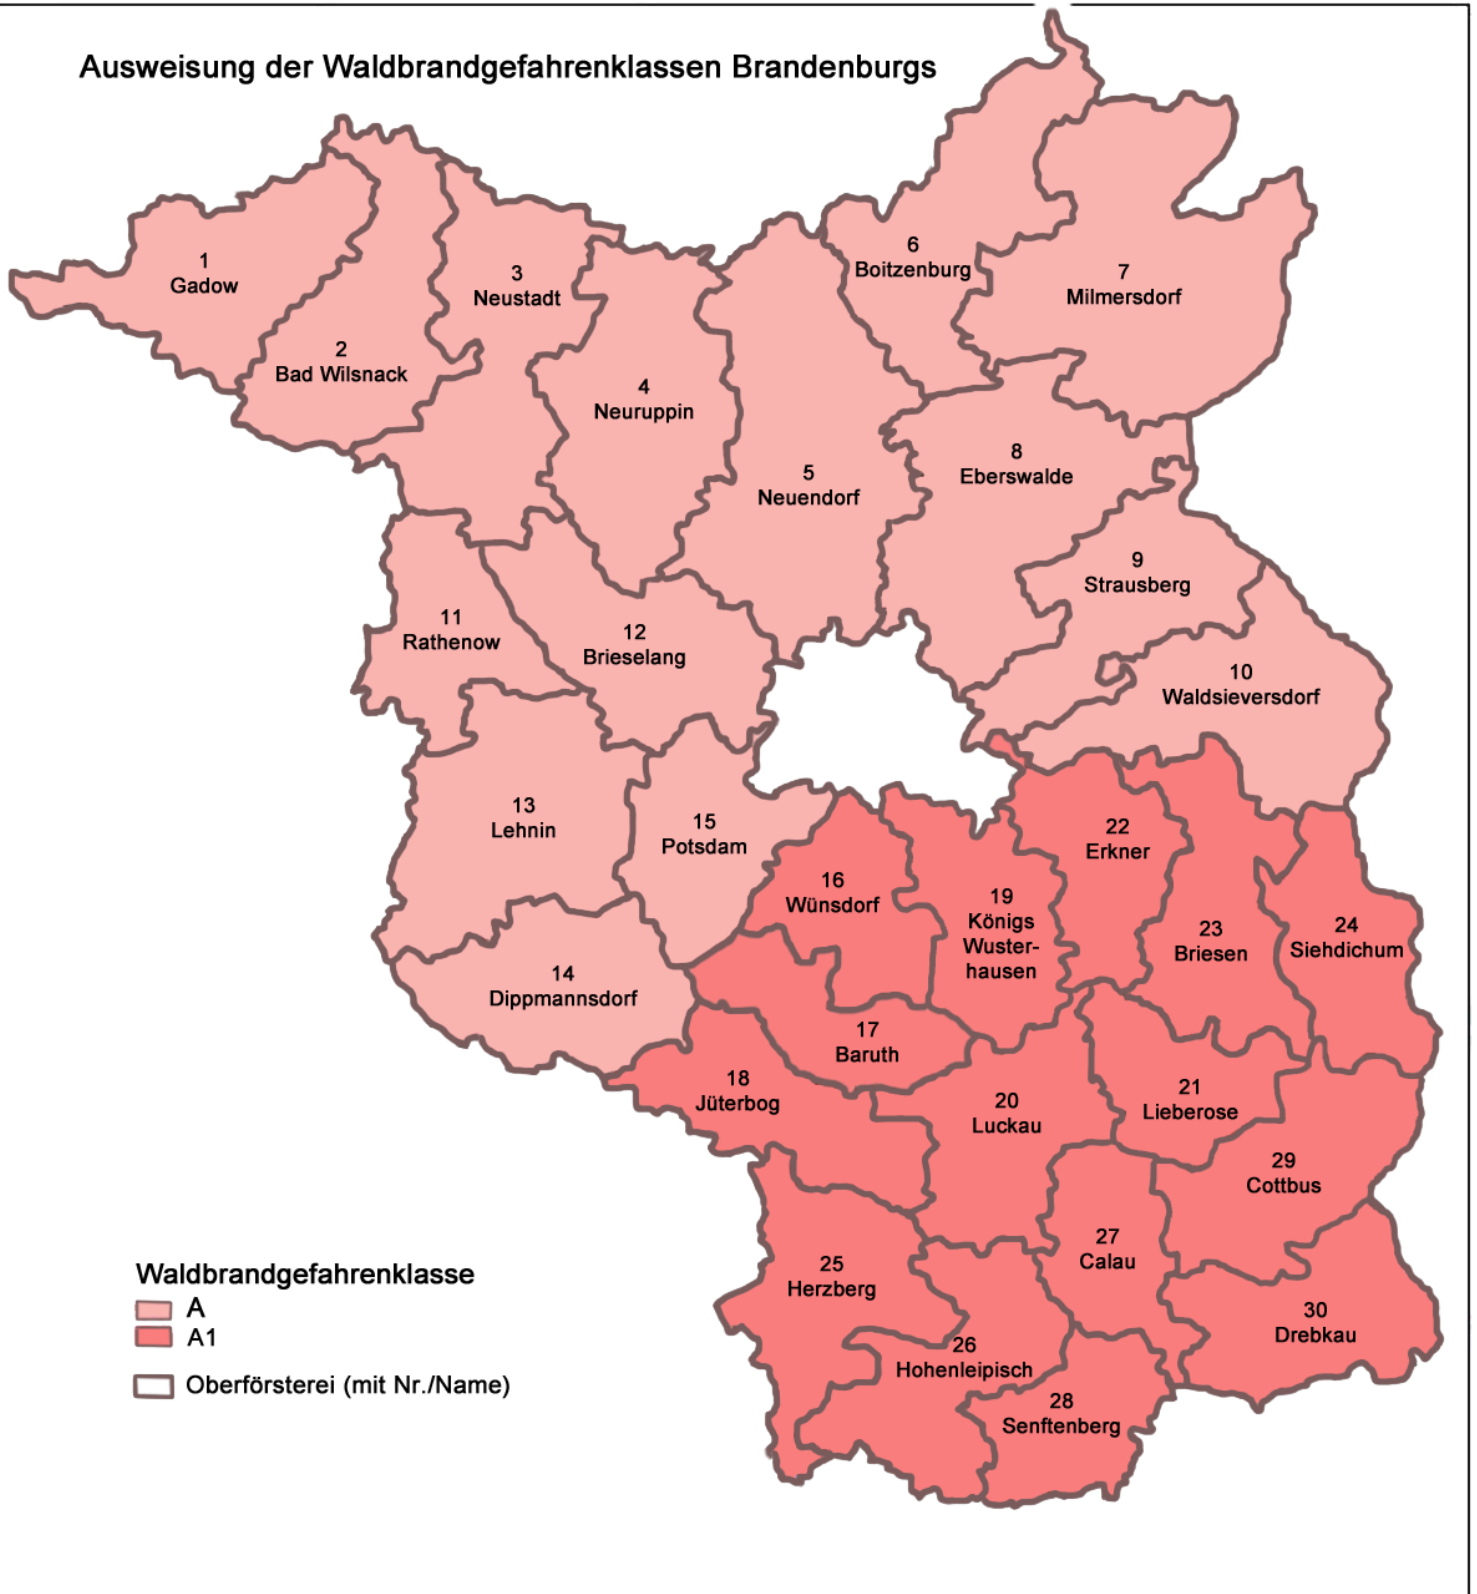 Ausweisung der Waldbrandgefahrenklassen Brandenburgs
1
Gadow
2
Bad Wilsnack
3
Neustadt
4
Neuruppin
5
Neuendorf
6
Boitzenburg
7
Milmersdorf
8
Eberswalde
9
Strausberg
10
Waldsieversdorf
11
Rathenow
12
Brieselang
13
Lehnin
14
Dippmannsdorf
15
Potsdam
16
Wünsdorf
17
Baruth
18
Jüterbog
19
Königs
Wuster-
hausen
20
Luckau
21
Lieberose
22
Erkner
23
Briesen
24
Siehdichum
25
Herzberg
26
Hohenleipisch
27
Calau
28
Senftenberg
29
Cottbus
30
Drebkau
Waldbrandgefahrenklasse
A
A1
Oberförsterei (mit Nr./Name)